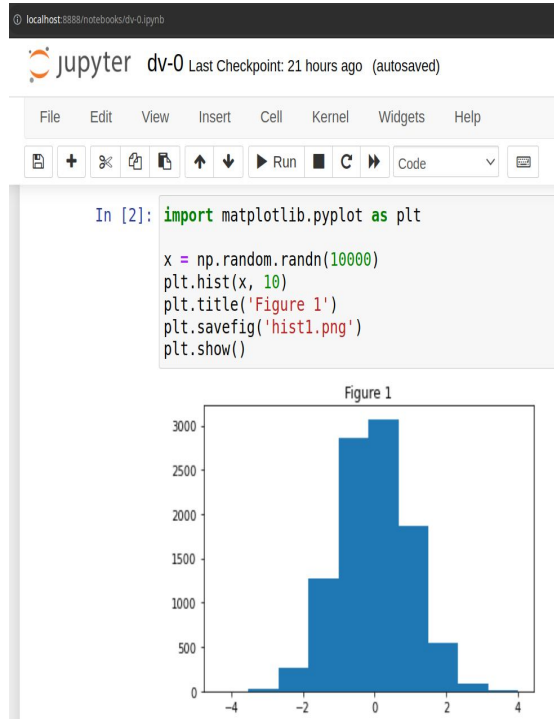 localhost:8888/notebooks/dv-0.ipynb
jupyter dv-0 Last Checkpoint: 21 hours ago (autosaved)
File Edit View Insert Cell Kernel Widgets Help
Run Code
In [2]: import matplotlib.pyplot as plt
x = np.random.randn(10000)
plt.hist(x, 10)
plt.title('Figure 1')
plt.savefig('hist1.png')
plt.show()
Figure 1
3000
2500
2000
1500
1000
500
0
−4 −2 0 2 4